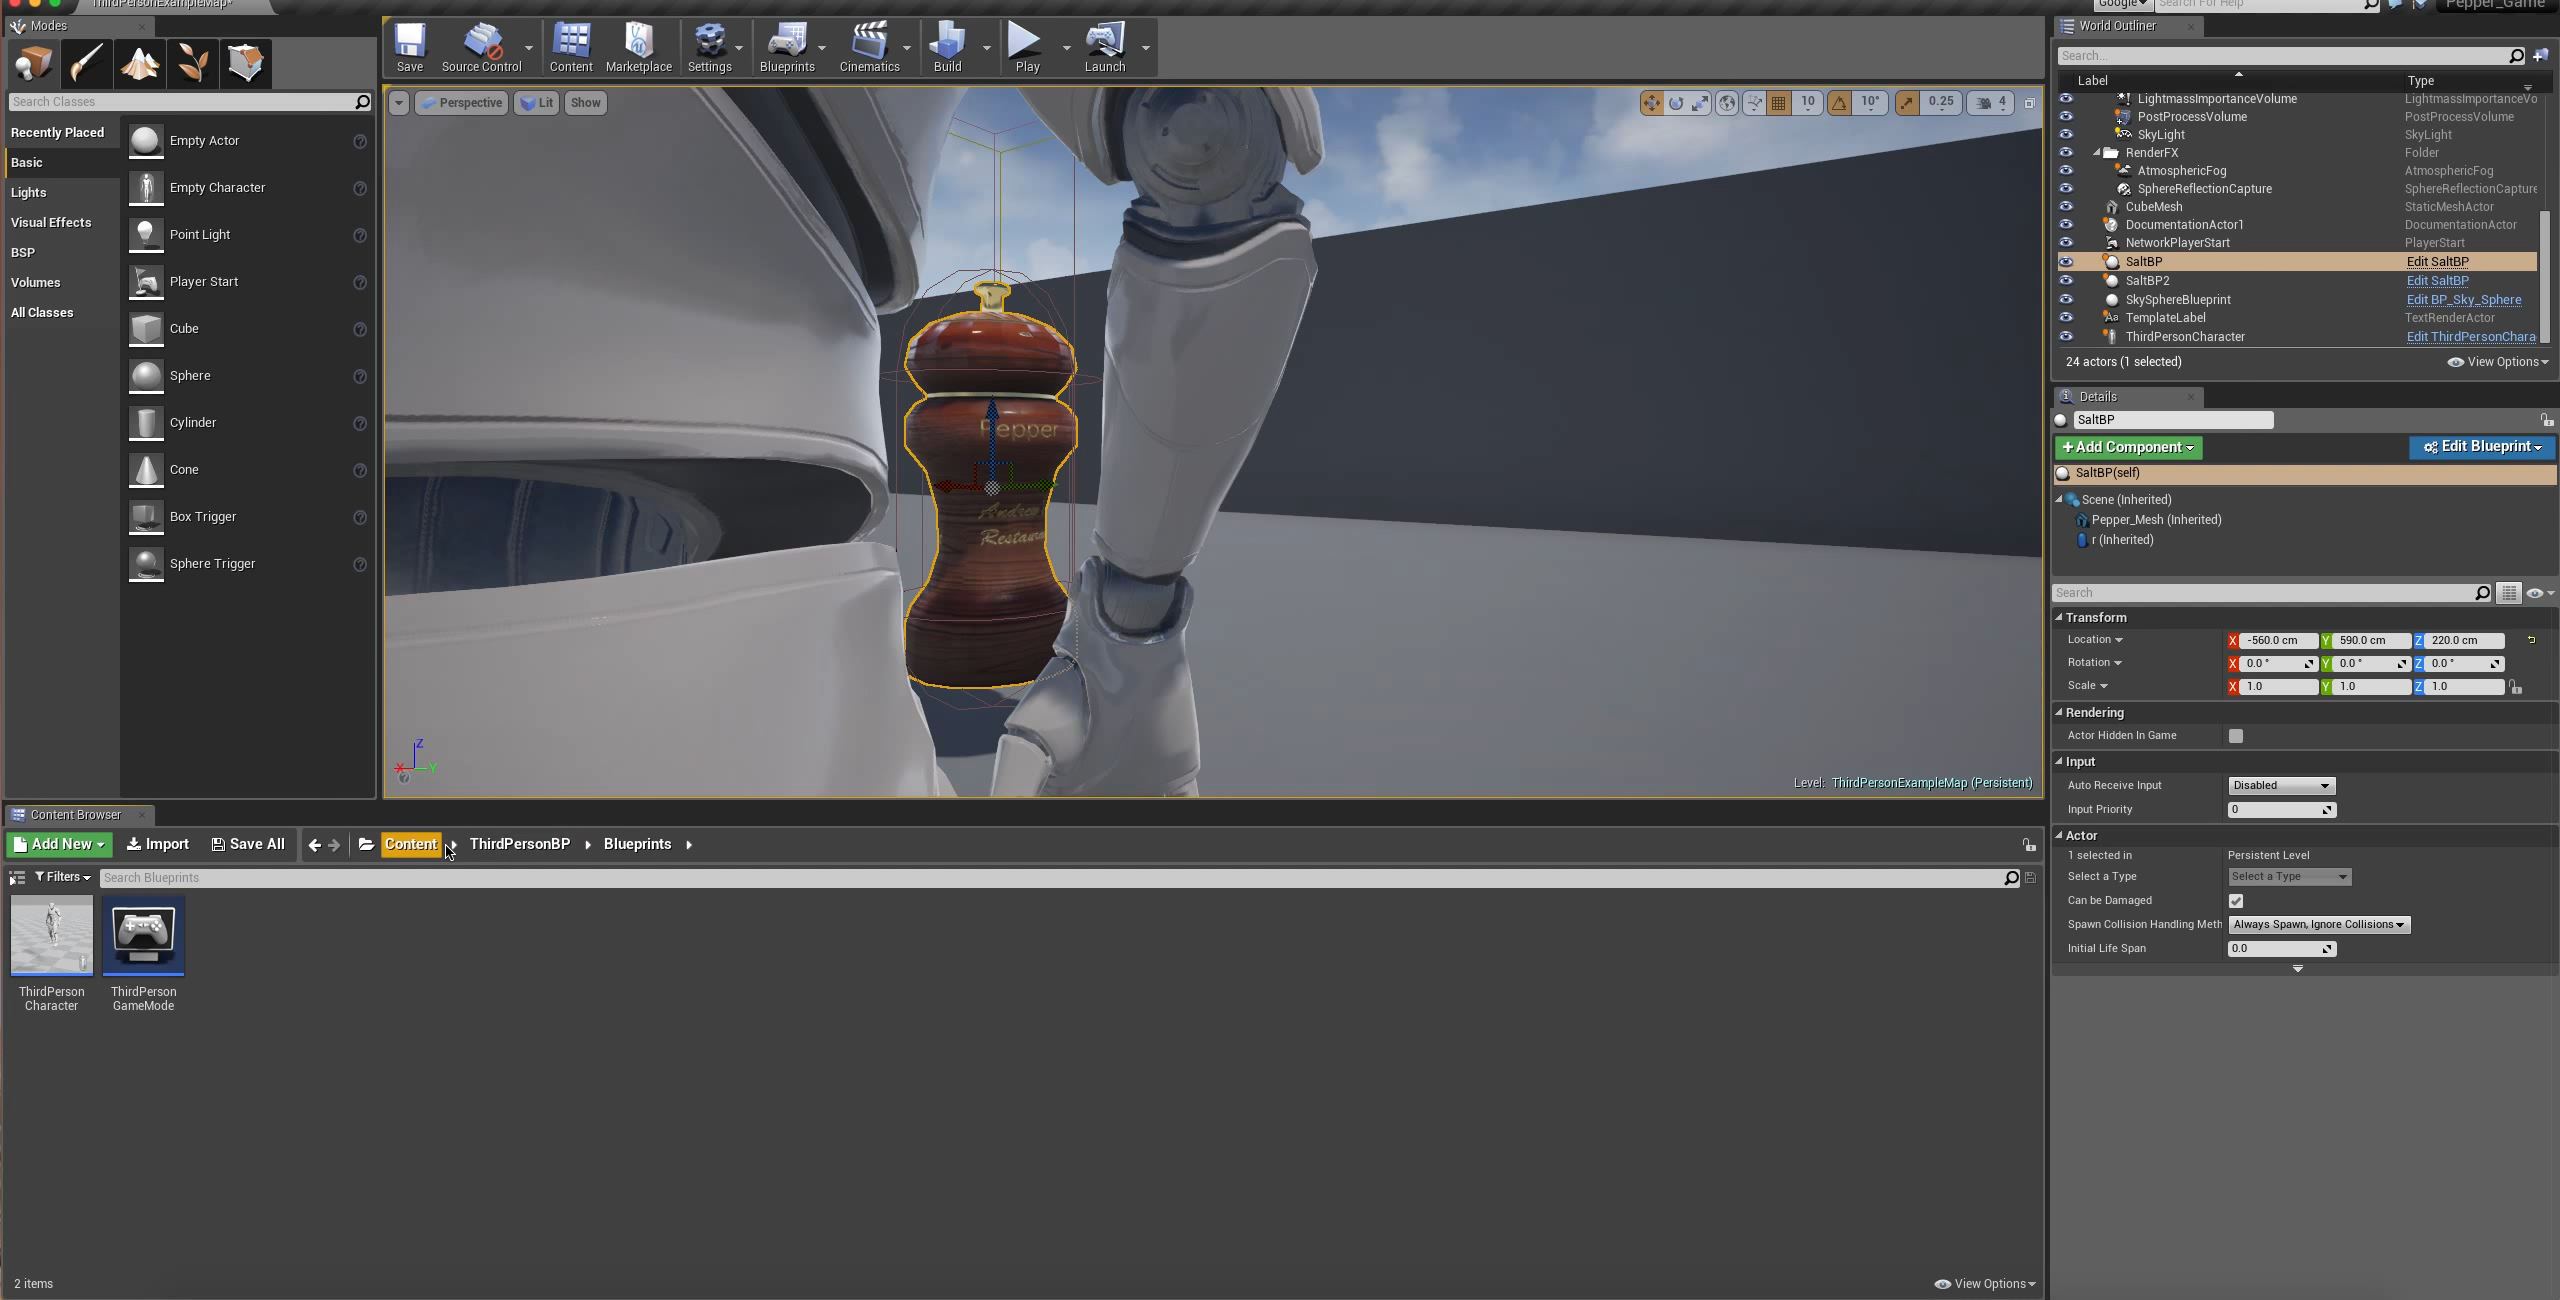 ThirdPersonExampleMap*
Google
Search For Help
Pepper_Game
Modes
Search Classes
Recently Placed
Basic
Lights
Visual Effects
BSP
Volumes
All Classes
Empty Actor
Empty Character
Point Light
Player Start
Cube
Sphere
Cylinder
Cone
Box Trigger
Sphere Trigger
Save
Source Control
Content
Marketplace
Settings
Blueprints
Cinematics
Build
Play
Launch
Perspective
Lit
Show
10
10°
0.25
4
Pepper
Z
X
Y
Level: ThirdPersonExampleMap (Persistent)
World Outliner
Search...
Label Type
LightmassImportanceVolume LightmassImportanceVo
PostProcessVolume PostProcessVolume
SkyLight SkyLight
RenderFX Folder
AtmosphericFog AtmosphericFog
SphereReflectionCapture SphereReflectionCapture
CubeMesh StaticMeshActor
DocumentationActor1 DocumentationActor
NetworkPlayerStart PlayerStart
SaltBP Edit SaltBP
SaltBP2 Edit SaltBP
SkySphereBlueprint Edit BP_Sky_Sphere
TemplateLabel TextRenderActor
ThirdPersonCharacter Edit ThirdPersonChara
24 actors (1 selected)
View Options
Details
SaltBP
+Add Component
Edit Blueprint
SaltBP(self)
Scene (Inherited)
Pepper_Mesh (Inherited)
r (Inherited)
Search
Transform
Location X -560.0 cm Y 590.0 cm Z 220.0 cm
Rotation X 0.0 ° Y 0.0 ° Z 0.0 °
Scale X 1.0 Y 1.0 Z 1.0
Rendering
Actor Hidden In Game
Input
Auto Receive Input Disabled
Input Priority 0
Actor
1 selected in Persistent Level
Select a Type Select a Type
Can be Damaged
Spawn Collision Handling Meth Always Spawn, Ignore Collisions
Initial Life Span 0.0
Content Browser
Add New
Import
Save All
Content
ThirdPersonBP
Blueprints
Filters
Search Blueprints
ThirdPerson
Character
ThirdPerson
GameMode
2 items
View Options